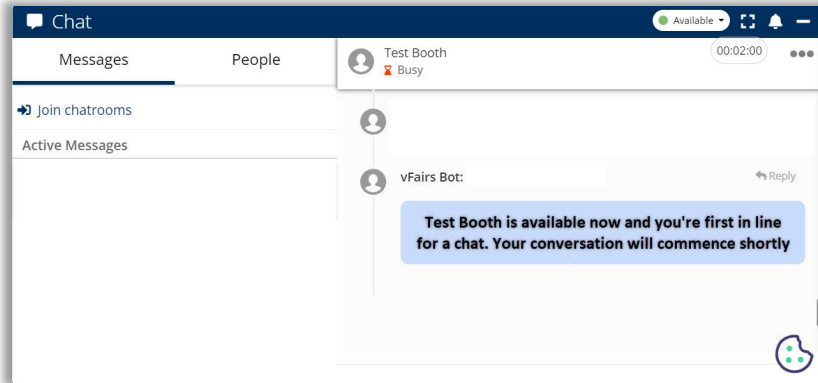 Chat
Available
Messages
People
Test Booth
Busy
00:02:00
Join chatrooms
Active Messages
vFairs Bot:
Reply
Test Booth is available now and you're first in line
for a chat. Your conversation will commence shortly